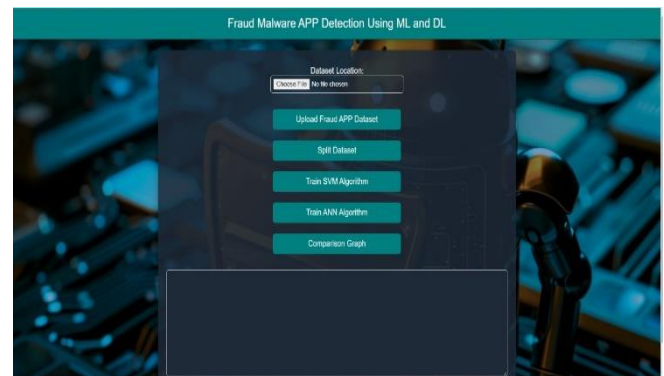 Fraud Malware APP Detection Using ML and DL
Dataset Location:
Choose File No file chosen
Upload Fraud APP Dataset
Split Dataset
Train SVM Algorithm
Train ANN Algorithm
Comparison Graph